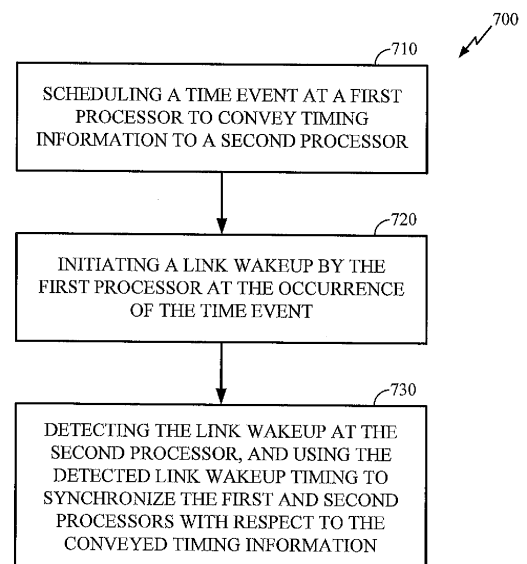 700
710
SCHEDULING A TIME EVENT AT A FIRST
PROCESSOR TO CONVEY TIMING
INFORMATION TO A SECOND PROCESSOR
720
INITIATING A LINK WAKEUP BY THE
FIRST PROCESSOR AT THE OCCURRENCE
OF THE TIME EVENT
730
DETECTING THE LINK WAKEUP AT THE
SECOND PROCESSOR, AND USING THE
DETECTED LINK WAKEUP TIMING TO
SYNCHRONIZE THE FIRST AND SECOND
PROCESSORS WITH RESPECT TO THE
CONVEYED TIMING INFORMATION